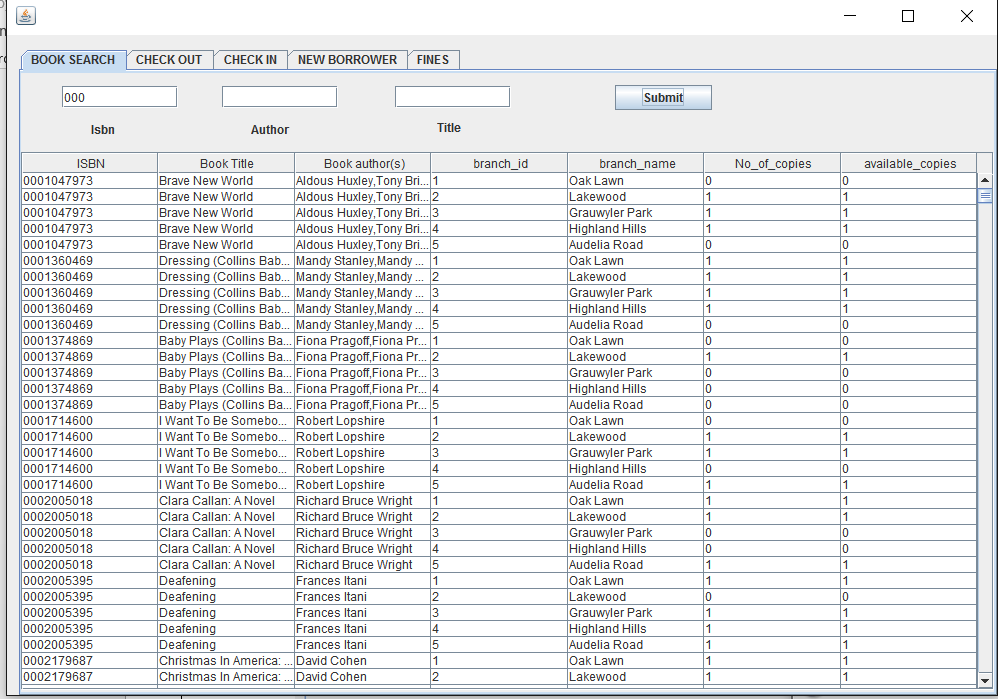 BOOK SEARCH CHECK OUT CHECK IN NEW BORROWER FINES
000 Submit
Isbn Author Title
ISBN Book Title Book author(s) branch_id branch_name No_of_copies available_copies
0001047973 Brave New World Aldous Huxley,Tony Bri... 1 Oak Lawn 0 0
0001047973 Brave New World Aldous Huxley,Tony Bri... 2 Lakewood 1 1
0001047973 Brave New World Aldous Huxley,Tony Bri... 3 Grauwyler Park 1 1
0001047973 Brave New World Aldous Huxley,Tony Bri... 4 Highland Hills 1 1
0001047973 Brave New World Aldous Huxley,Tony Bri... 5 Audelia Road 0 0
0001360469 Dressing (Collins Bab... Mandy Stanley,Mandy ... 1 Oak Lawn 1 1
0001360469 Dressing (Collins Bab... Mandy Stanley,Mandy ... 2 Lakewood 1 1
0001360469 Dressing (Collins Bab... Mandy Stanley,Mandy ... 3 Grauwyler Park 1 1
0001360469 Dressing (Collins Bab... Mandy Stanley,Mandy ... 4 Highland Hills 1 1
0001360469 Dressing (Collins Bab... Mandy Stanley,Mandy ... 5 Audelia Road 0 0
0001374869 Baby Plays (Collins Ba... Fiona Pragoff,Fiona Pr... 1 Oak Lawn 0 0
0001374869 Baby Plays (Collins Ba... Fiona Pragoff,Fiona Pr... 2 Lakewood 1 1
0001374869 Baby Plays (Collins Ba... Fiona Pragoff,Fiona Pr... 3 Grauwyler Park 0 0
0001374869 Baby Plays (Collins Ba... Fiona Pragoff,Fiona Pr... 4 Highland Hills 0 0
0001374869 Baby Plays (Collins Ba... Fiona Pragoff,Fiona Pr... 5 Audelia Road 0 0
0001714600 I Want To Be Somebo... Robert Lopshire 1 Oak Lawn 0 0
0001714600 I Want To Be Somebo... Robert Lopshire 2 Lakewood 1 1
0001714600 I Want To Be Somebo... Robert Lopshire 3 Grauwyler Park 1 1
0001714600 I Want To Be Somebo... Robert Lopshire 4 Highland Hills 0 0
0001714600 I Want To Be Somebo... Robert Lopshire 5 Audelia Road 1 1
0002005018 Clara Callan: A Novel Richard Bruce Wright 1 Oak Lawn 1 1
0002005018 Clara Callan: A Novel Richard Bruce Wright 2 Lakewood 1 1
0002005018 Clara Callan: A Novel Richard Bruce Wright 3 Grauwyler Park 0 0
0002005018 Clara Callan: A Novel Richard Bruce Wright 4 Highland Hills 0 0
0002005018 Clara Callan: A Novel Richard Bruce Wright 5 Audelia Road 1 1
0002005395 Deafening Frances Itani 1 Oak Lawn 1 1
0002005395 Deafening Frances Itani 2 Lakewood 0 0
0002005395 Deafening Frances Itani 3 Grauwyler Park 1 1
0002005395 Deafening Frances Itani 4 Highland Hills 1 1
0002005395 Deafening Frances Itani 5 Audelia Road 1 1
0002179687 Christmas In America: ... David Cohen 1 Oak Lawn 1 1
0002179687 Christmas In America: ... David Cohen 2 Lakewood 1 1